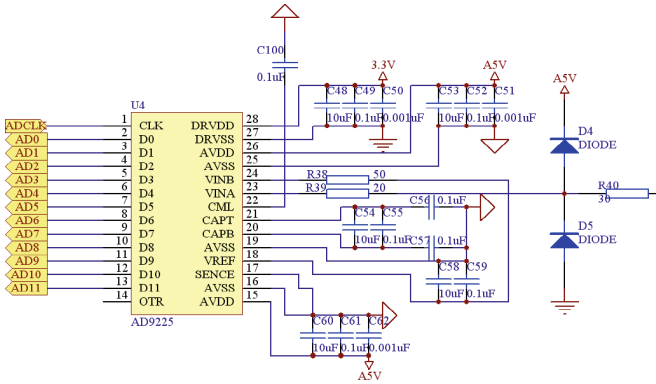 C100
0.1uF
3.3V
A5V
A5V
C48 C49 C50
C53 C52 C51
10uF 0.1uF 0.001uF
10uF 0.1uF 0.001uF
U4
ADCLK 1 CLK DRVDD 28
AD0 2 D0 DRVSS 27
AD1 3 D1 AVDD 26
AD2 4 D2 AVSS 25
AD3 5 D3 VINB 24
AD4 6 D4 VINA 23
AD5 7 D5 CML 22
AD6 8 D6 CAPT 21
AD7 9 D7 CAPB 20
AD8 10 D8 AVSS 19
AD9 11 D9 VREF 18
AD10 12 D10 SENCE 17
AD11 13 D11 AVSS 16
14 OTR AVDD 15
AD9225
R38 50
R39 20
D4
DIODE
R40
30
C56 0.1uF
C54 C55
10uF 0.1uF
C57 0.1uF
D5
DIODE
C58 C59
10uF 0.1uF
C60 C61 C62
10uF 0.1uF 0.001uF
A5V